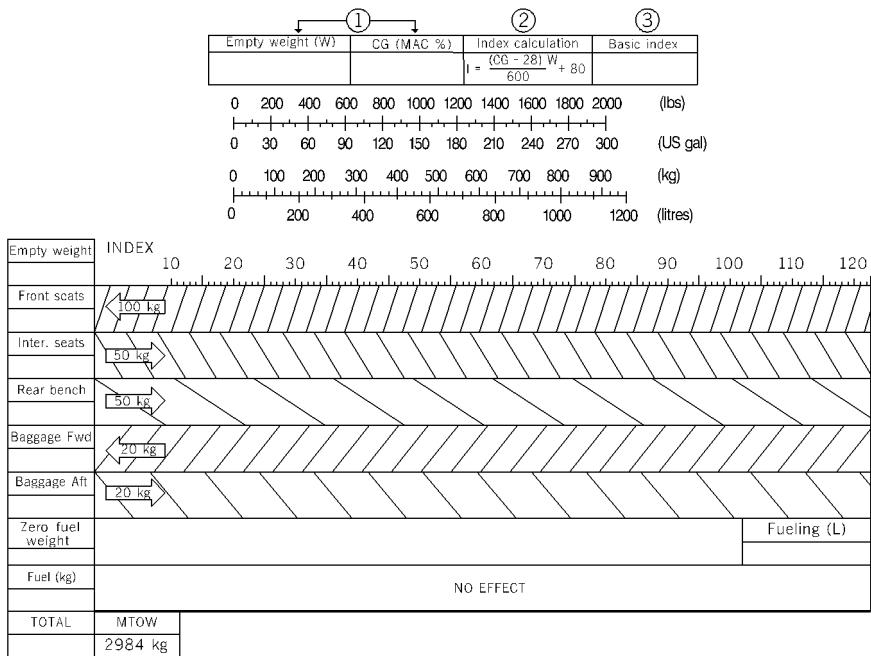 1 2 3
Empty weight (W) CG (MAC %) Index calculation Basic index
I = (CG - 28) W
600 + 80
0 200 400 600 800 1000 1200 1400 1600 1800 2000 (lbs)
0 30 60 90 120 150 180 210 240 270 300 (US gal)
0 100 200 300 400 500 600 700 800 900 (kg)
0 200 400 600 800 1000 1200 (litres)
Empty weight INDEX
10 20 30 40 50 60 70 80 90 100 110 120
Front seats
100 kg
Inter. seats
50 kg
Rear bench
50 kg
Baggage Fwd
20 kg
Baggage Aft
20 kg
Zero fuel
weight
Fueling (L)
Fuel (kg)
NO EFFECT
TOTAL MTOW
2984 kg